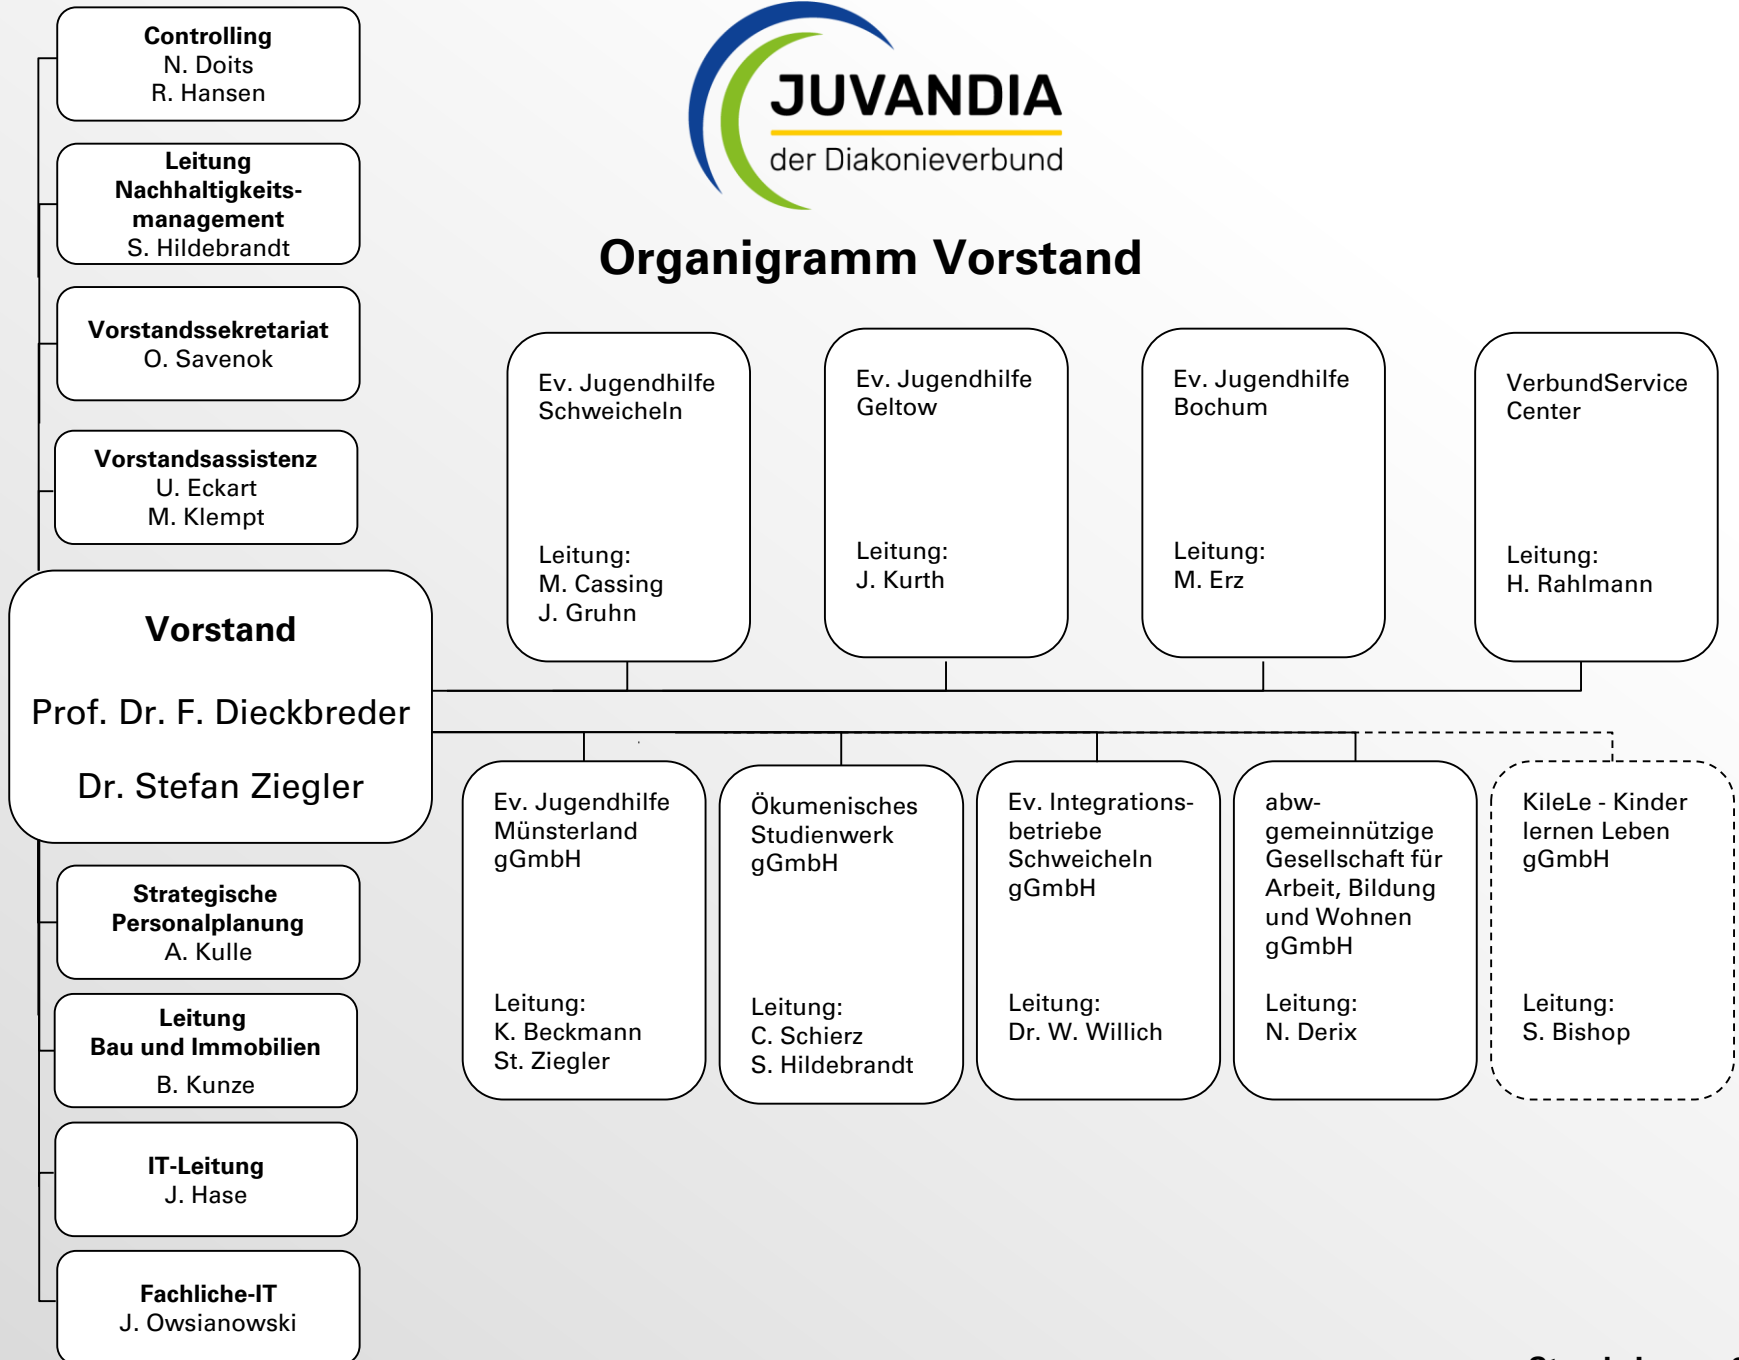 JUVANDIA
der Diakonieverbund
Organigramm Vorstand
Controlling
N. Doits
R. Hansen
Leitung
Nachhaltigkeits-
management
S. Hildebrandt
Vorstandssekretariat
O. Savenok
Vorstandsassistenz
U. Eckart
M. Klempt
Vorstand
Prof. Dr. F. Dieckbreder
Dr. Stefan Ziegler
Strategische
Personalplanung
A. Kulle
Leitung
Bau und Immobilien
B. Kunze
IT-Leitung
J. Hase
Fachliche-IT
J. Owsianowski
Ev. Jugendhilfe
Schweicheln
Leitung:
M. Cassing
J. Gruhn
Ev. Jugendhilfe
Geltow
Leitung:
J. Kurth
Ev. Jugendhilfe
Bochum
Leitung:
M. Erz
VerbundService
Center
Leitung:
H. Rahlmann
Ev. Jugendhilfe
Münsterland
gGmbH
Leitung:
K. Beckmann
St. Ziegler
Ökumenisches
Studienwerk
gGmbH
Leitung:
C. Schierz
S. Hildebrandt
Ev. Integrations-
betriebe
Schweicheln
gGmbH
Leitung:
Dr. W. Willich
abw-
gemeinnützige
Gesellschaft für
Arbeit, Bildung
und Wohnen
gGmbH
Leitung:
N. Derix
KileLe - Kinder
lernen Leben
gGmbH
Leitung:
S. Bishop